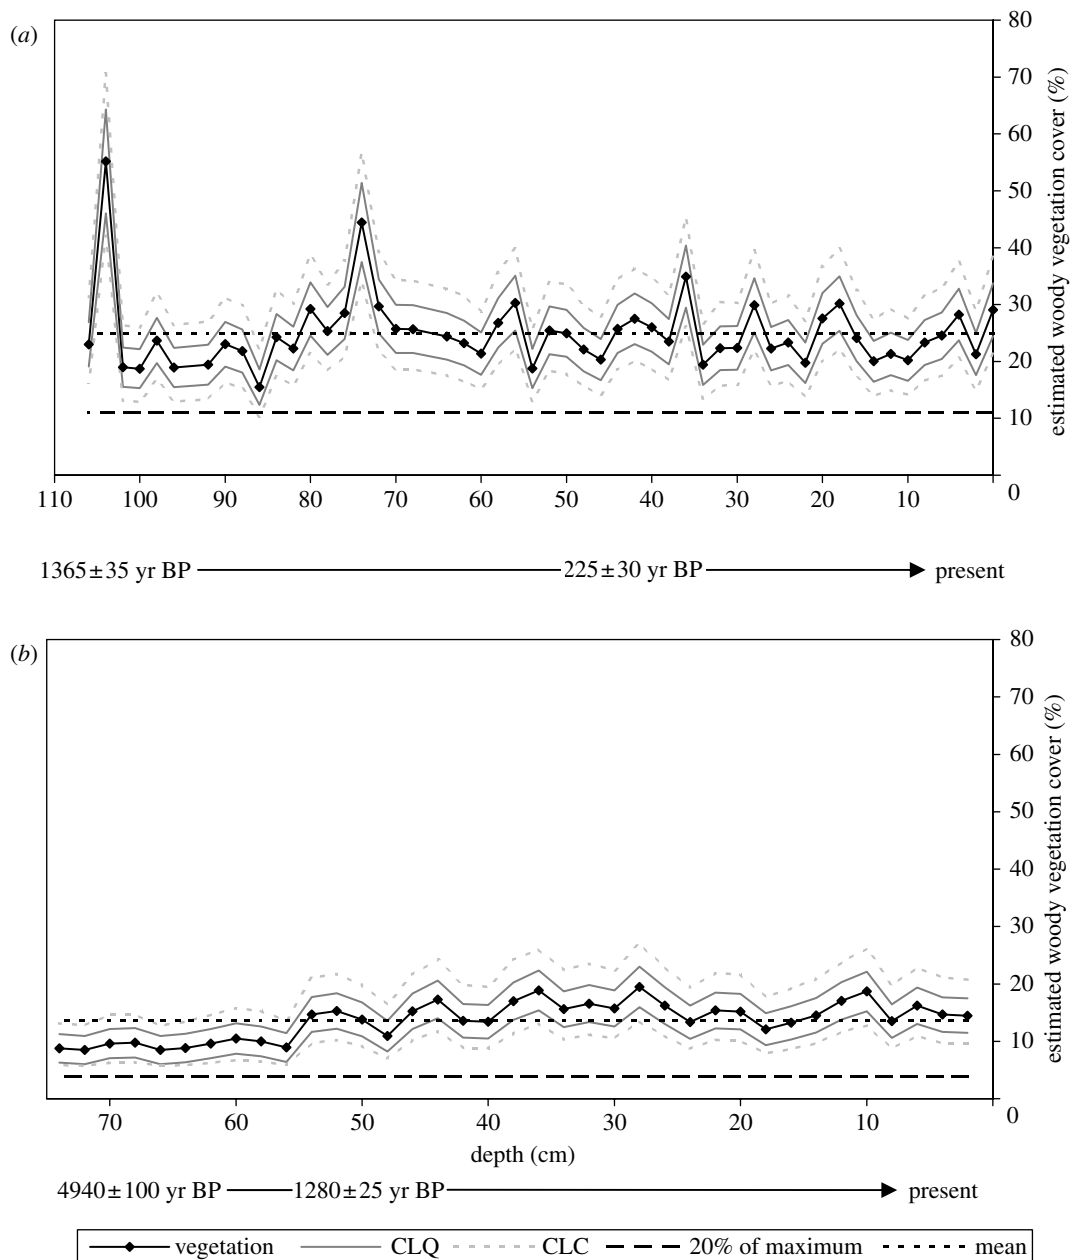 (a)
80
70
60
50
40
30
20
10
0
estimated woody vegetation cover (%)
110 100 90 80 70 60 50 40 30 20 10
1365±35 yr BP 225±30 yr BP present
(b)
80
70
60
50
40
30
20
10
0
estimated woody vegetation cover (%)
70 60 50 40 30 20 10
depth (cm)
4940±100 yr BP 1280±25 yr BP present
vegetation CLQ CLC 20% of maximum mean